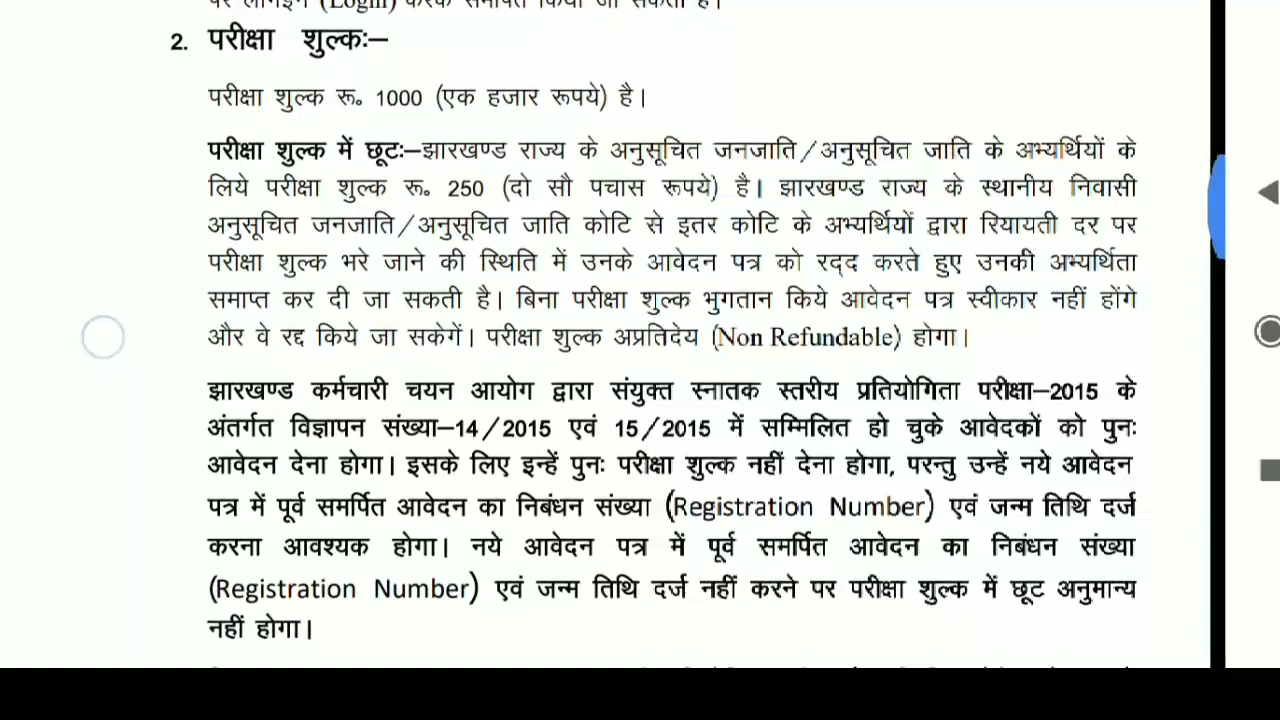 पर लॉगइन (Login) करके समर्पित किया जा सकता है।
2. परीक्षा शुल्कः–
परीक्षा शुल्क रू० 1000 (एक हजार रूपये) है।
परीक्षा शुल्क में छूटः–झारखण्ड राज्य के अनुसूचित जनजाति/अनुसूचित जाति के अभ्यर्थियों के
लिये परीक्षा शुल्क रू० 250 (दो सौ पचास रूपये) है। झारखण्ड राज्य के स्थानीय निवासी
अनुसूचित जनजाति/अनुसूचित जाति कोटि से इतर कोटि के अभ्यर्थियों द्वारा रियायती दर पर
परीक्षा शुल्क भरे जाने की स्थिति में उनके आवेदन पत्र को रद्द करते हुए उनकी अभ्यर्थिता
समाप्त कर दी जा सकती है। बिना परीक्षा शुल्क भुगतान किये आवेदन पत्र स्वीकार नहीं होंगे
और वे रद्द किये जा सकेगें। परीक्षा शुल्क अप्रतिदेय (Non Refundable) होगा।
झारखण्ड कर्मचारी चयन आयोग द्वारा संयुक्त स्नातक स्तरीय प्रतियोगिता परीक्षा–2015 के
अंतर्गत विज्ञापन संख्या–14/2015 एवं 15/2015 में सम्मिलित हो चुके आवेदकों को पुनः
आवेदन देना होगा। इसके लिए इन्हें पुनः परीक्षा शुल्क नहीं देना होगा, परन्तु उन्हें नये आवेदन
पत्र में पूर्व समर्पित आवेदन का निबंधन संख्या (Registration Number) एवं जन्म तिथि दर्ज
करना आवश्यक होगा। नये आवेदन पत्र में पूर्व समर्पित आवेदन का निबंधन संख्या
(Registration Number) एवं जन्म तिथि दर्ज नहीं करने पर परीक्षा शुल्क में छूट अनुमान्य
नहीं होगा।